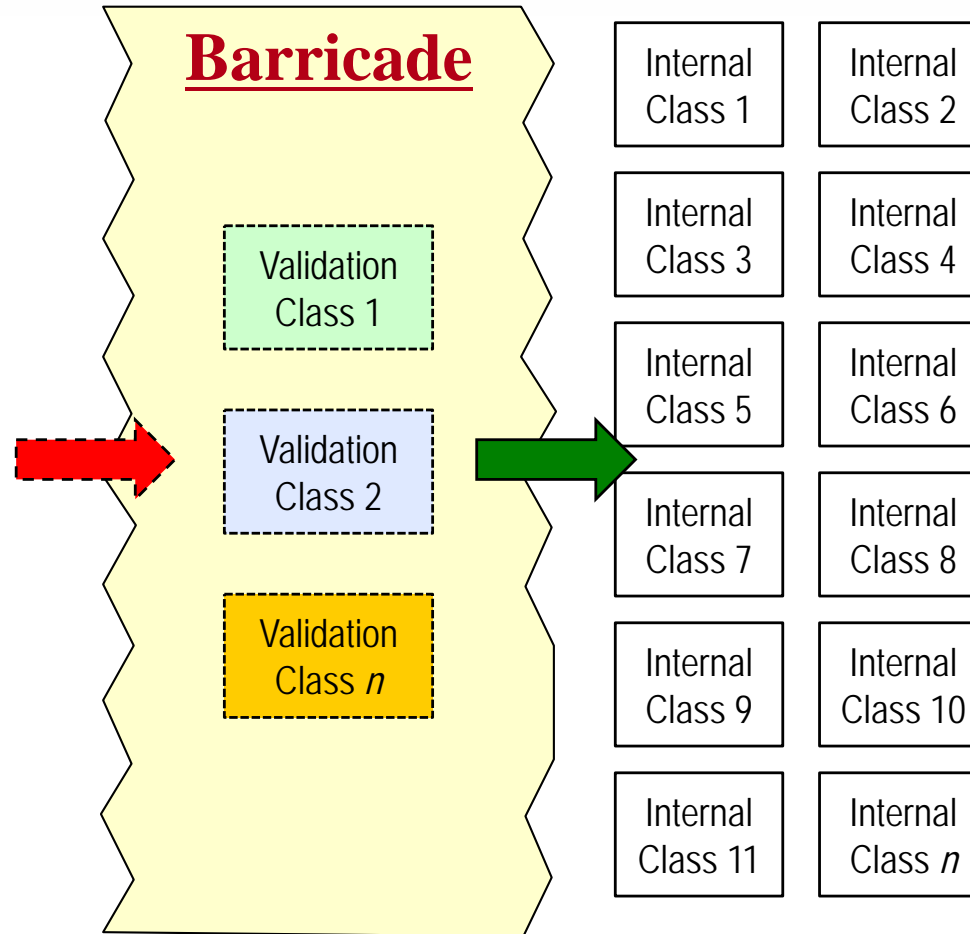 Barricade
Validation
Class 1
Validation
Class 2
Validation
Class n
Internal
Class 1
Internal
Class 2
Internal
Class 3
Internal
Class 4
Internal
Class 5
Internal
Class 6
Internal
Class 7
Internal
Class 8
Internal
Class 9
Internal
Class 10
Internal
Class 11
Internal
Class n